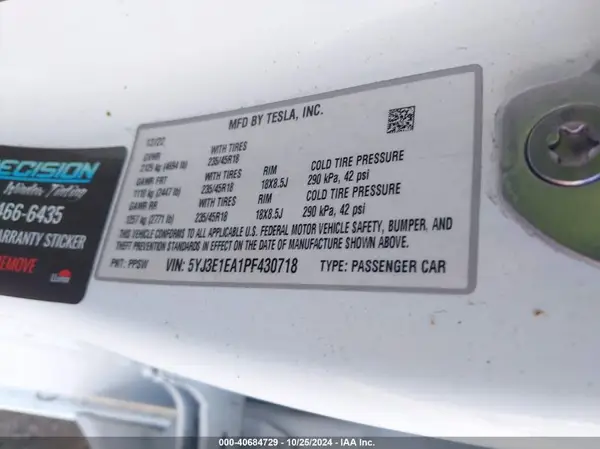 MFD BY TESLA, INC.
12/22
GVWR WITH TIRES
2129 kg (4694 lb) 235/45R18 RIM COLD TIRE PRESSURE
GAWR FRT WITH TIRES 18X8.5J 290 kPa, 42 psi
1110 kg (2447 lb) 235/45R18 RIM COLD TIRE PRESSURE
GAWR RR 235/45R18 18X8.5J 290 kPa, 42 psi
1257 kg (2771 lb)
THIS VEHICLE CONFORMS TO ALL APPLICABLE U.S. FEDERAL MOTOR VEHICLE SAFETY, BUMPER, AND
THEFT PREVENTION STANDARDS IN EFFECT ON THE DATE OF MANUFACTURE SHOWN ABOVE.
PNT: PPSW VIN: 5YJ3E1EA1PF430718 TYPE: PASSENGER CAR
ECISION
Window Tinting
466-6435
ARRANTY STICKER
REMOVE
000-40684729 - 10/25/2024 - IAA Inc.